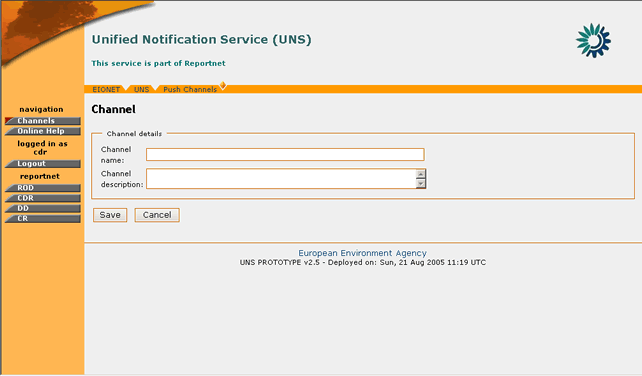 Unified Notification Service (UNS)
This service is part of Reportnet
EIONET UNS Push Channels
navigation
Channels
Online Help
logged in as
cdr
Logout
reportnet
ROD
CDR
DD
CR
Channel
Channel details
Channel
name:
Channel
description:
Save Cancel
European Environment Agency
UNS PROTOTYPE v2.5 - Deployed on: Sun, 21 Aug 2005 11:19 UTC